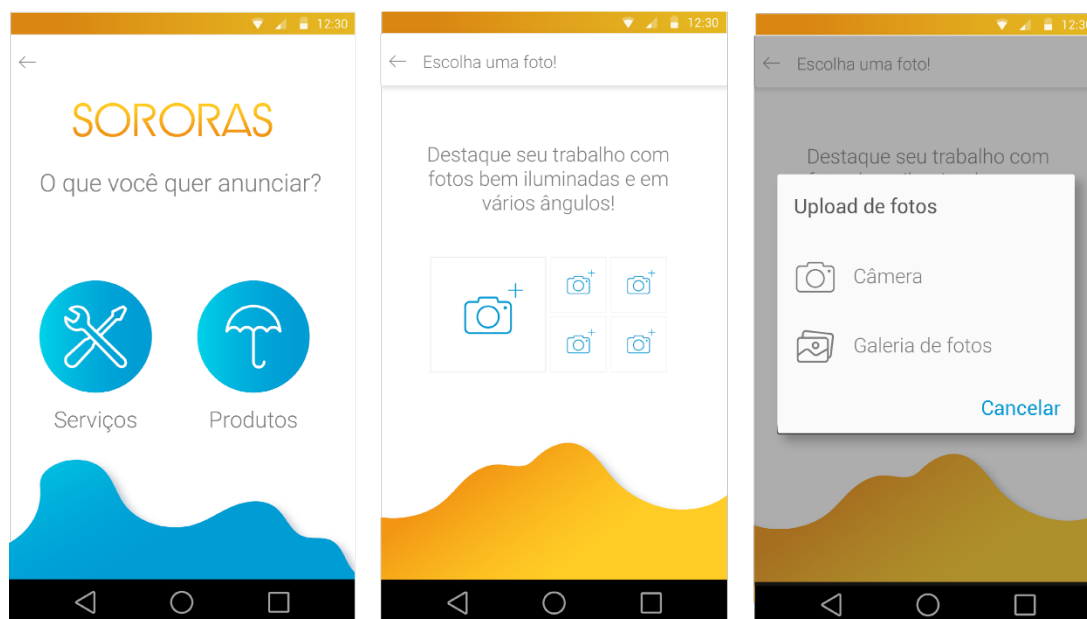 12:30
SORORAS
O que você quer anunciar?
Serviços
Produtos
12:30
Escolha uma foto!
Destaque seu trabalho com
fotos bem iluminadas e em
vários ângulos!
12:30
Escolha uma foto!
Destaque seu trabalho com
Upload de fotos
Câmera
Galeria de fotos
Cancelar